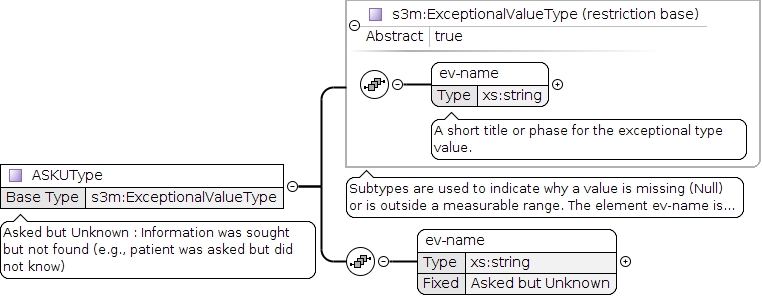 s3m:ExceptionalValueType (restriction base)
Abstract true
ev-name
Type xs:string
A short title or phase for the exceptional type
value.
Subtypes are used to indicate why a value is missing (Null)
or is outside a measurable range. The element ev-name is...
ASKUType
Base Type s3m:ExceptionalValueType
Asked but Unknown : Information was sought
but not found (e.g., patient was asked but did
not know)
ev-name
Type xs:string
Fixed Asked but Unknown